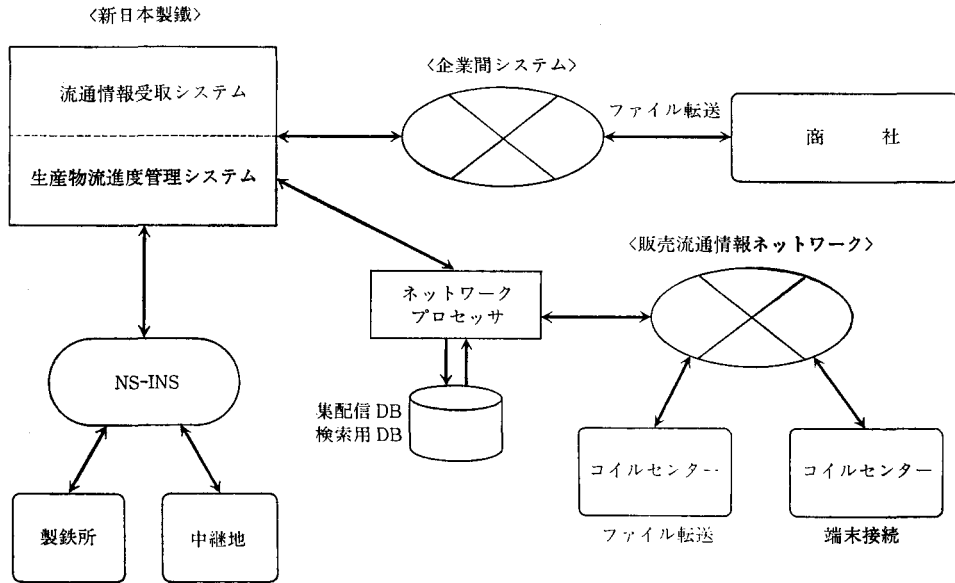 〈新日本製鐵〉
流通情報受取システム
生産物流進度管理システム
〈企業間システム〉
ファイル転送
商　社
〈販売流通情報ネットワーク〉
ネットワーク
プロセッサ
NS-INS
集配信 DB
検索用 DB
コイルセンター
コイルセンター
製鉄所
中継地
ファイル転送
端末接続